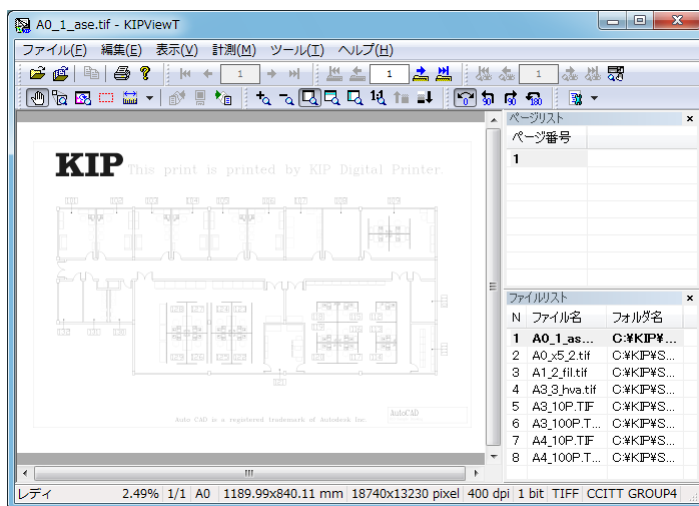 A0_1_ase.tif - KIPViewT
ファイル(F) 編集(E) 表示(V) 計測(M) ツール(T) ヘルプ(H)
1 1 1
1:1 0 90 90 180
ページリスト
ページ番号
1
KIP This print is printed by KIP Digital Printer.
AutoCAD
Auto CAD is a registered trademark of Autodesk Inc.
ファイルリスト
N ファイル名 フォルダ名
1 A0_1_as... C:¥KIP¥...
2 A0_x5_2.tif C:¥KIP¥S...
3 A1_2_fil.tif C:¥KIP¥S...
4 A3_3_hva.tif C:¥KIP¥S...
5 A3_10P.TIF C:¥KIP¥S...
6 A3_100P.T... C:¥KIP¥S...
7 A4_10P.TIF C:¥KIP¥S...
8 A4_100P.T... C:¥KIP¥S...
レディ 2.49% 1/1 A0 1189.99x840.11 mm 18740x13230 pixel 400 dpi 1 bit TIFF CCITT GROUP4